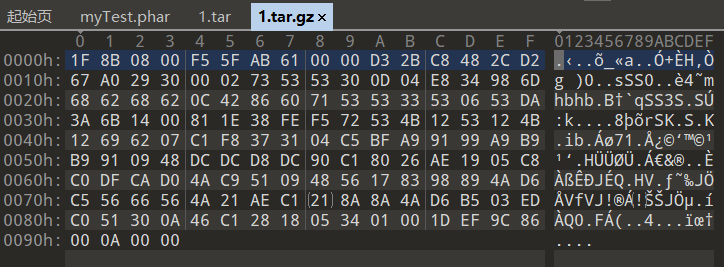 起始页 myTest.phar 1.tar 1.tar.gz ×
0 1 2 3 4 5 6 7 8 9 A B C D E F 0123456789ABCDEF
0000h: 1F 8B 08 00 F5 5F AB 61 00 00 D3 2B C8 48 2C D2 .‹..õ_«a..Ó+ÈH,Ò
0010h: 67 A0 29 30 00 02 73 53 53 30 0D 04 E8 34 98 6D g )0..sSS0..è4˜m
0020h: 68 62 68 62 0C 42 86 60 71 53 53 33 53 06 53 DA hbhb.B†`qSS3S.SÚ
0030h: 3A 6B 14 00 81 1E 38 FE F5 72 53 4B 12 53 12 4B :k....8þõrSK.S.K
0040h: 12 69 62 07 C1 F8 37 31 04 C5 BF A9 91 99 A9 B9 .ib.Áø71.Å¿©‘™©¹
0050h: B9 91 09 48 DC DC D8 DC 90 C1 80 26 AE 19 05 C8 ¹‘.HÜÜØÜ.Á€&®..È
0060h: C0 DF CA D0 4A C9 51 09 48 56 17 83 98 89 4A D6 ÀßÊÐJÉQ.HV.ƒ˜‰JÖ
0070h: C5 56 66 56 4A 21 AE C1 21 8A 8A 4A D6 B5 03 ED ÅVfVJ!®Á!ŠŠJÖµ.í
0080h: C0 51 30 0A 46 C1 28 18 05 34 01 00 1D EF 9C 86 ÀQ0.FÁ(..4...ïœ†
0090h: 00 0A 00 00 ....